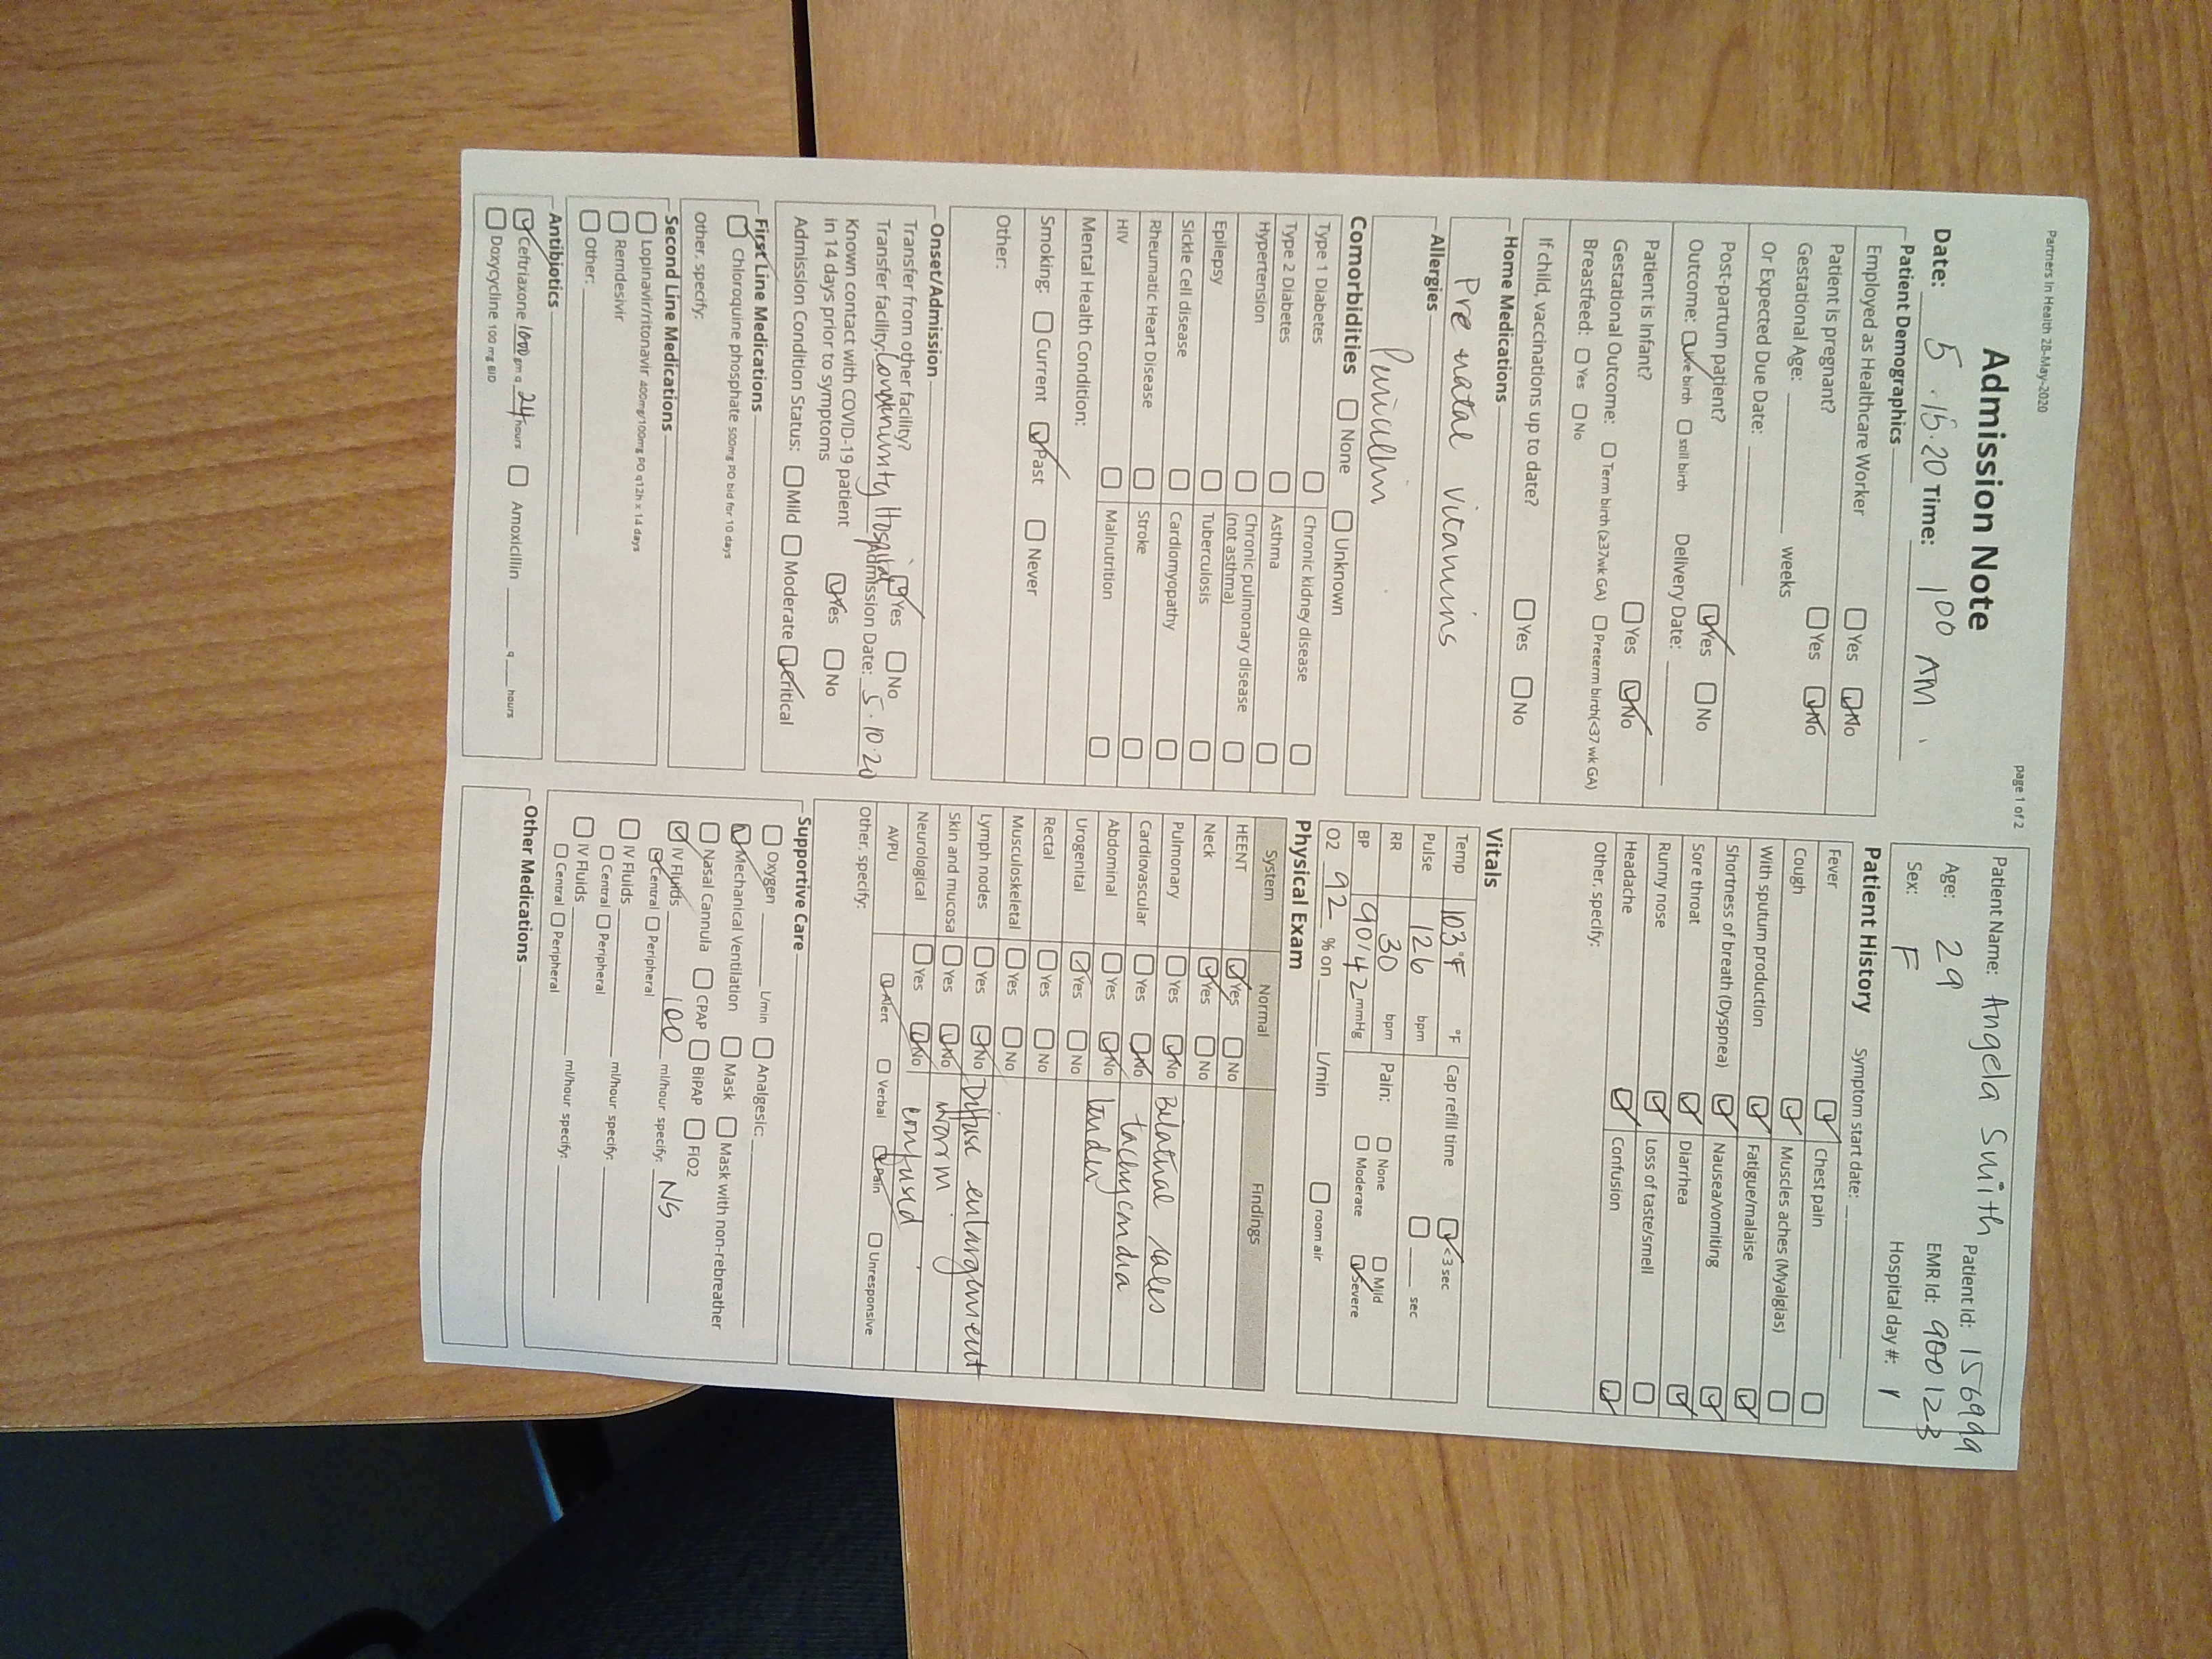 Partners In Health 28-May-2020
page 1 of 2
Admission Note
Date: 5.15.20 Time: 1 00 AM.
Patient Demographics
Employed as Healthcare Worker Yes No
Patient is pregnant? Yes No
Gestational Age: weeks
Or Expected Due Date:
Post-partum patient? Yes No
Outcome: Live birth still birth Delivery Date:
Patient is Infant? Yes No
Gestational Outcome: Term birth (≥37wk GA) Preterm birth(<37 wk GA)
Breastfeed: Yes No
If child, vaccinations up to date? Yes No
Home Medications
Pre natal vitamins
Allergies
Penicellin
Comorbidities None Unknown
Type 1 Diabetes Chronic kidney disease
Type 2 Diabetes Asthma
Hypertension Chronic pulmonary disease (not asthma)
Epilepsy Tuberculosis
Sickle Cell disease Cardiomyopathy
Rheumatic Heart Disease Stroke
HIV Malnutrition
Mental Health Condition:
Smoking: Current Past Never
Other:
Onset/Admission
Transfer from other facility? Yes No
Transfer facility: Community Hospital Admission Date: 5.10.20
Known contact with COVID-19 patient
in 14 days prior to symptoms Yes No
Admission Condition Status: Mild Moderate Critical
First Line Medications
Chloroquine phosphate 500mg PO bid for 10 days
Other, specify:
Second Line Medications
Lopinavir/ritonavir 400mg/100mg PO q12h x 14 days
Remdesivir
Other:
Antibiotics
Ceftriaxone 1000 gm q 24 hours Amoxicillin q hours
Doxycycline 100 mg BID
Patient Name: Angela Smith Patient Id: 156999
Age: 29 EMR Id: 900123
Sex: F Hospital day #: 1
Patient History Symptom start date:
Fever Chest pain
Cough Muscles aches (Myalgias)
With sputum production Fatigue/malaise
Shortness of breath (Dyspnea) Nausea/vomiting
Sore throat Diarrhea
Runny nose Loss of taste/smell
Headache Confusion
Other, specify:
Vitals
Temp 103°F °F Cap refill time <3 sec
Pulse 126 bpm sec
RR 30 bpm Pain: None Mild
BP 90/42 mmHg Moderate Severe
O2 92 % on L/min room air
Physical Exam
System Normal Findings
HEENT Yes No
Neck Yes No
Pulmonary Yes No Bilatural rales
Cardiovascular Yes No tachycardia
Abdominal Yes No tender
Urogenital Yes No
Rectal Yes No
Musculoskeletal Yes No
Lymph nodes Yes No Diffuse enlargement
Skin and mucosa Yes No warm
Neurological Yes No confused
AVPU Alert Verbal Pain Unresponsive
Other, specify:
Supportive Care
Oxygen L/min Analgesic:
Mechanical Ventilation Mask Mask with non-rebreather
Nasal Cannula CPAP BiPAP FiO2
IV Fluids 100 ml/hour specify: NS
Central Peripheral
IV Fluids ml/hour specify:
Central Peripheral
IV Fluids ml/hour specify:
Central Peripheral
Other Medications